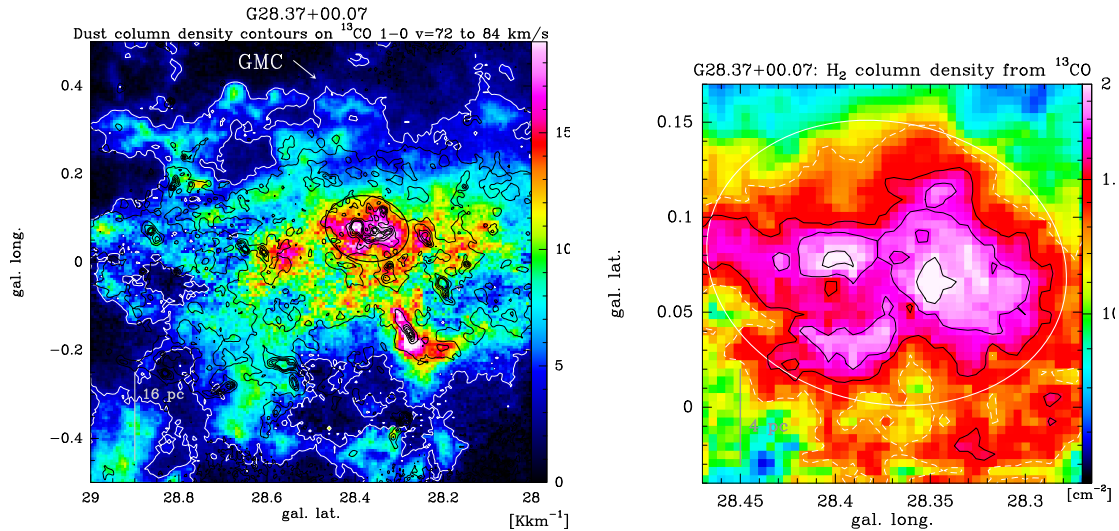 G28.37+00.07
Dust column density contours on ¹³CO 1−0 v=72 to 84 km/s
GMC
0.4
0.2
0
−0.2
−0.4
gal. long.
16 pc
29
28.8
28.6
28.4
28.2
28
gal. lat.
15
10
5
0
[Kkm⁻¹]
G28.37+00.07: H₂ column density from ¹³CO
0.15
0.1
0.05
0
gal. lat.
4 pc
28.45
28.4
28.35
28.3
gal. long.
2
1.
10
[cm⁻²]